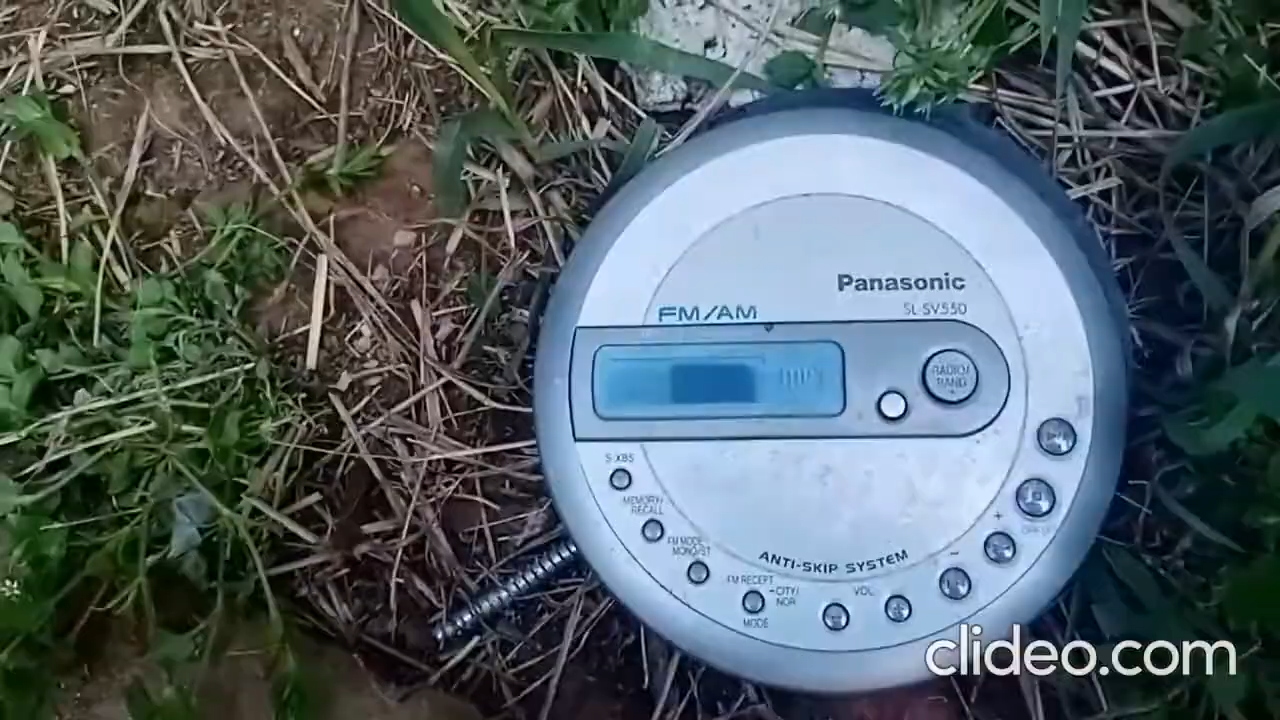 Panasonic
FM/AM
SL-SV550
RADIO/
BAND
S-XBS
MEMORY/
RECALL
FM MODE
MONO/ST
FM RECEPT
-CITY/
NOR
MODE
VOL
+
-
ANTI-SKIP SYSTEM
clideo.com